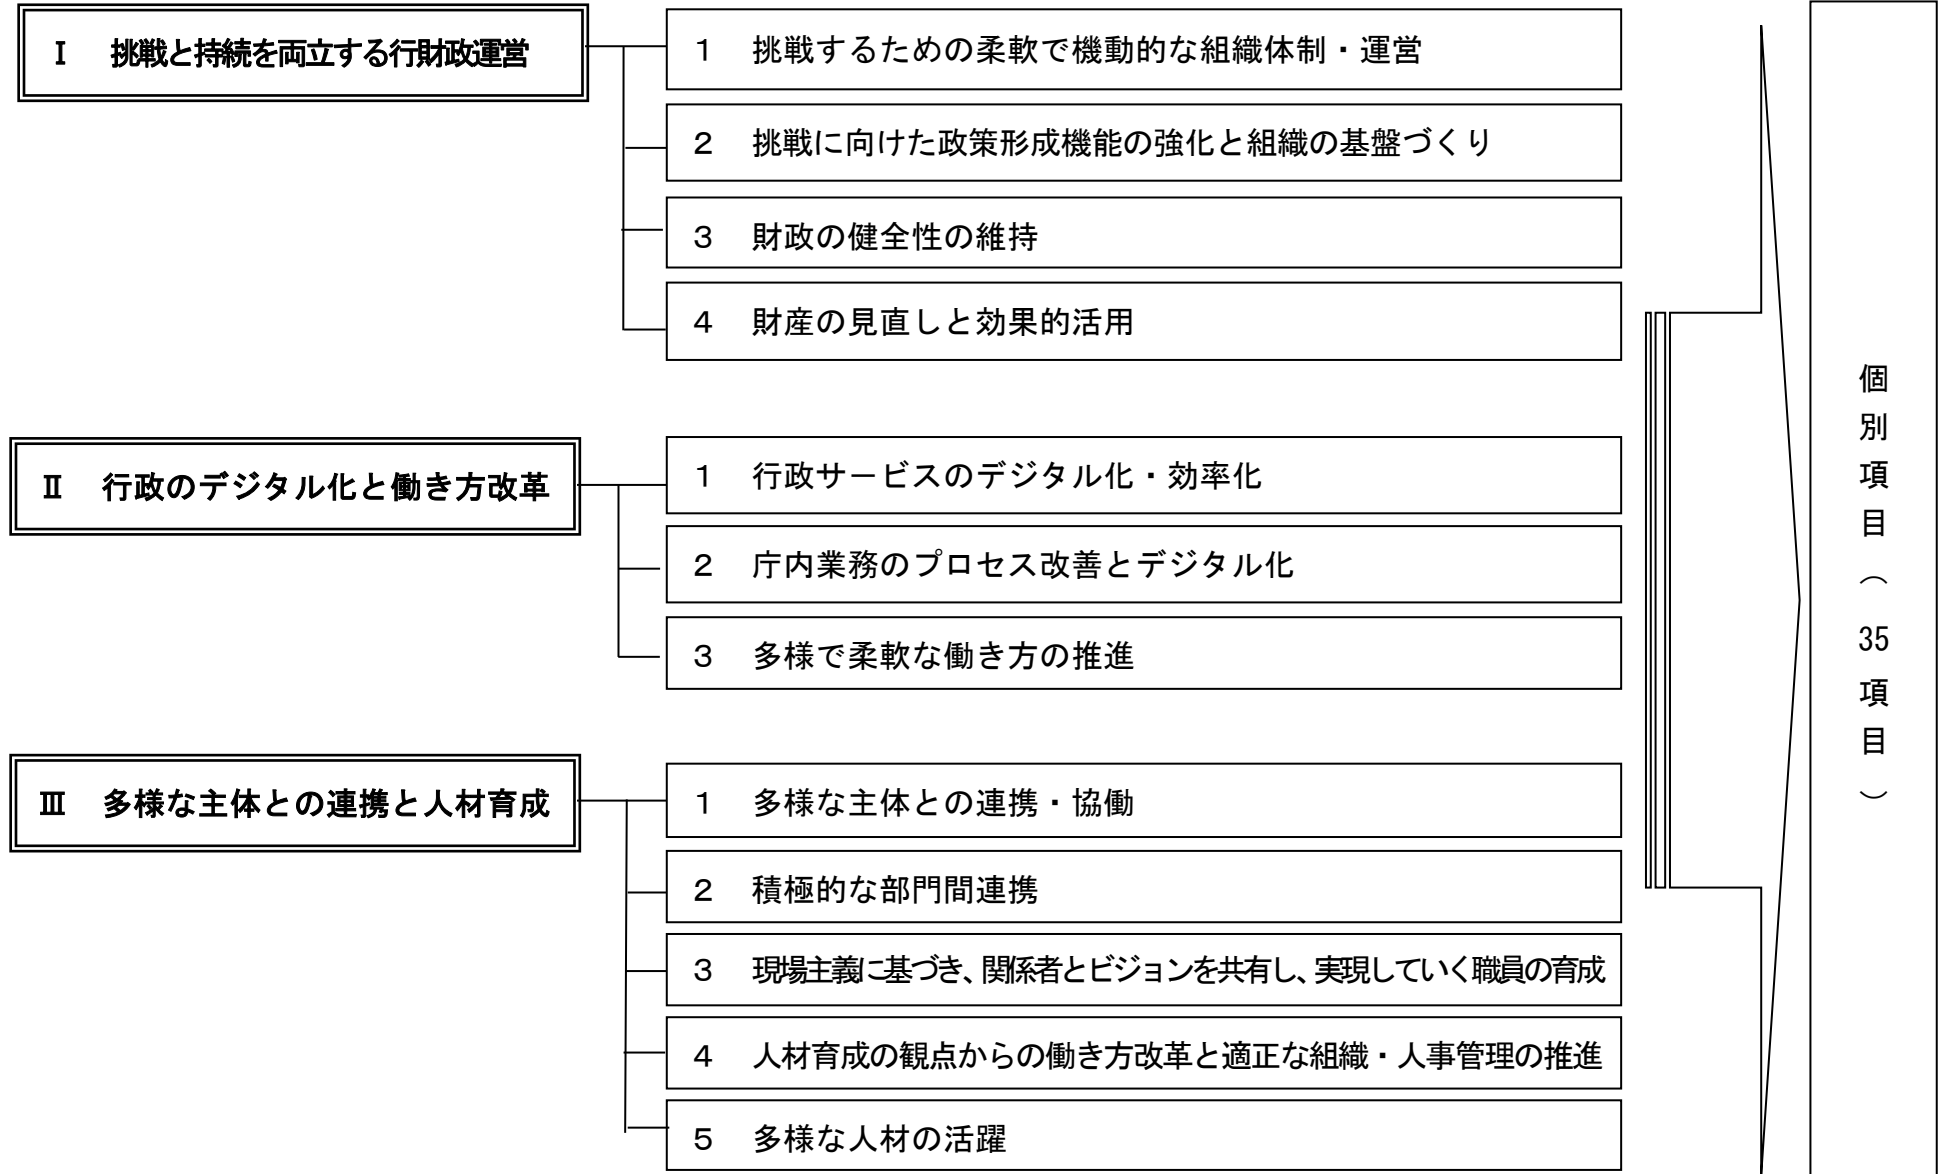 Ⅰ　挑戦と持続を両立する行財政運営
１　挑戦するための柔軟で機動的な組織体制・運営
２　挑戦に向けた政策形成機能の強化と組織の基盤づくり
３　財政の健全性の維持
４　財産の見直しと効果的活用
Ⅱ　行政のデジタル化と働き方改革
１　行政サービスのデジタル化・効率化
２　庁内業務のプロセス改善とデジタル化
３　多様で柔軟な働き方の推進
Ⅲ　多様な主体との連携と人材育成
１　多様な主体との連携・協働
２　積極的な部門間連携
３　現場主義に基づき、関係者とビジョンを共有し、実現していく職員の育成
４　人材育成の観点からの働き方改革と適正な組織・人事管理の推進
５　多様な人材の活躍
個別項目（35項目）